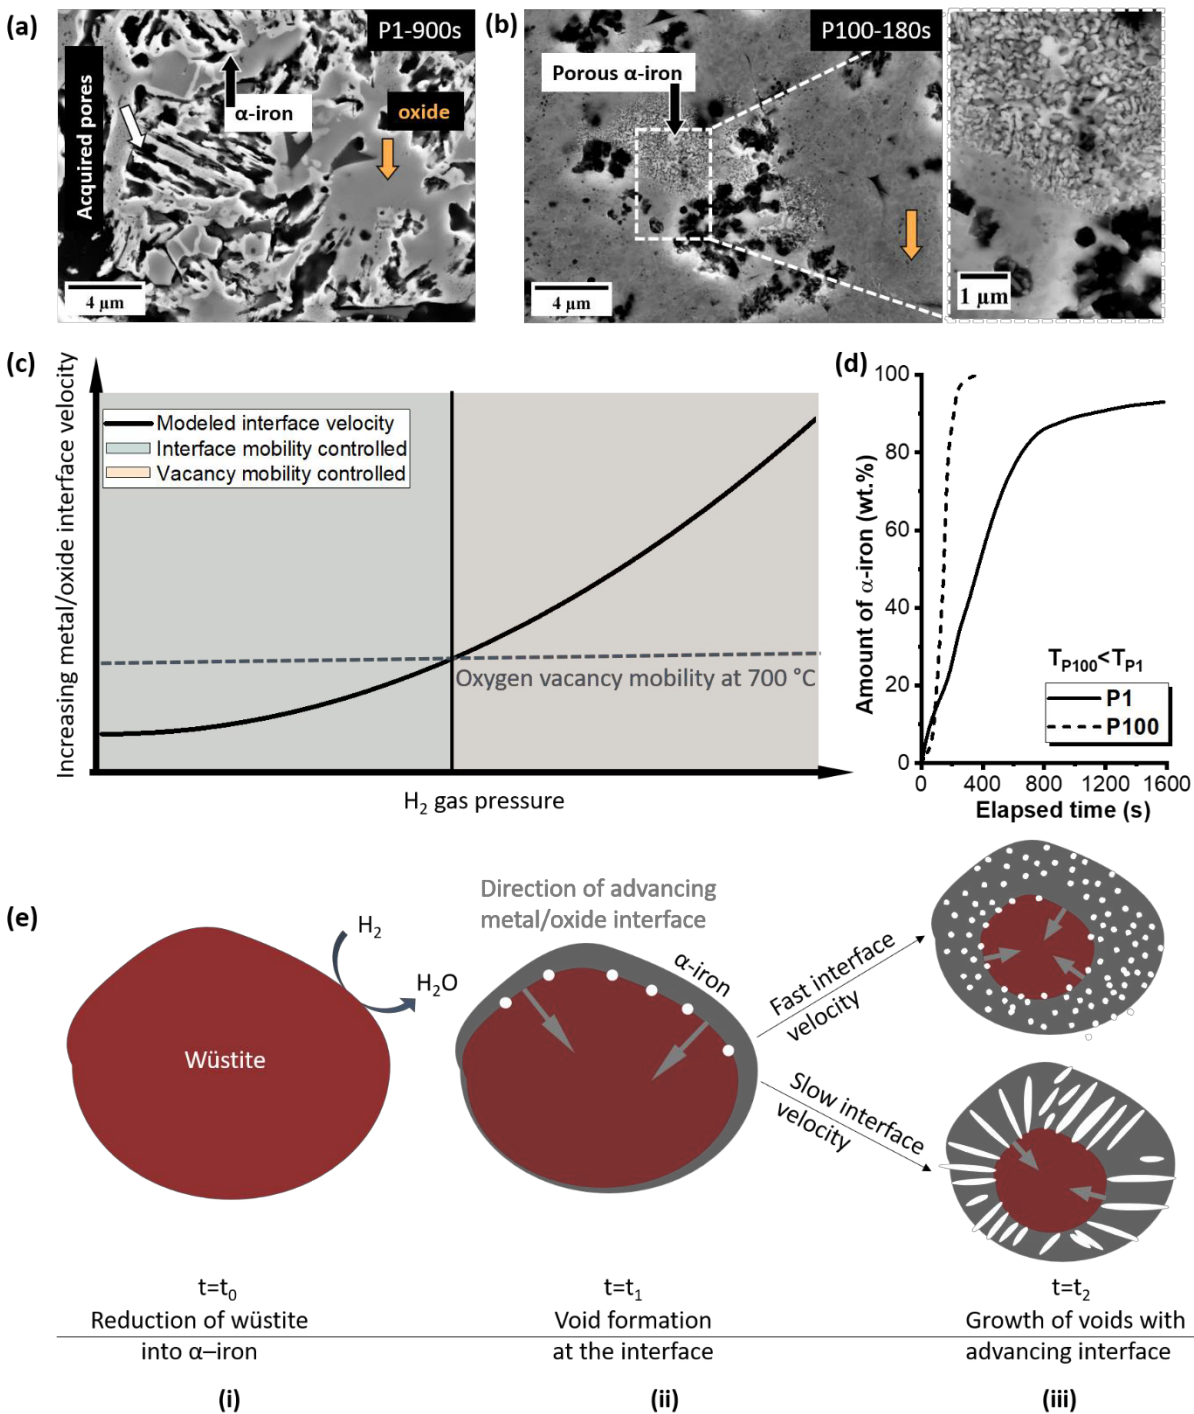 (a)
P1-900s
Acquired pores
α-iron
oxide
4 µm
(b)
P100-180s
Porous α-iron
4 µm
1 µm
(c)
Increasing metal/oxide interface velocity
Modeled interface velocity
Interface mobility controlled
Vacancy mobility controlled
Oxygen vacancy mobility at 700 °C
H₂ gas pressure
(d)
Amount of α-iron (wt.%)
100
80
60
40
20
0
T_P100<T_P1
P1
P100
0 400 800 1200 1600
Elapsed time (s)
(e)
H₂
H₂O
Wüstite
Direction of advancing
metal/oxide interface
α-iron
Fast interface
velocity
Slow interface
velocity
t=t₀
Reduction of wüstite
into α–iron
(i)
t=t₁
Void formation
at the interface
(ii)
t=t₂
Growth of voids with
advancing interface
(iii)